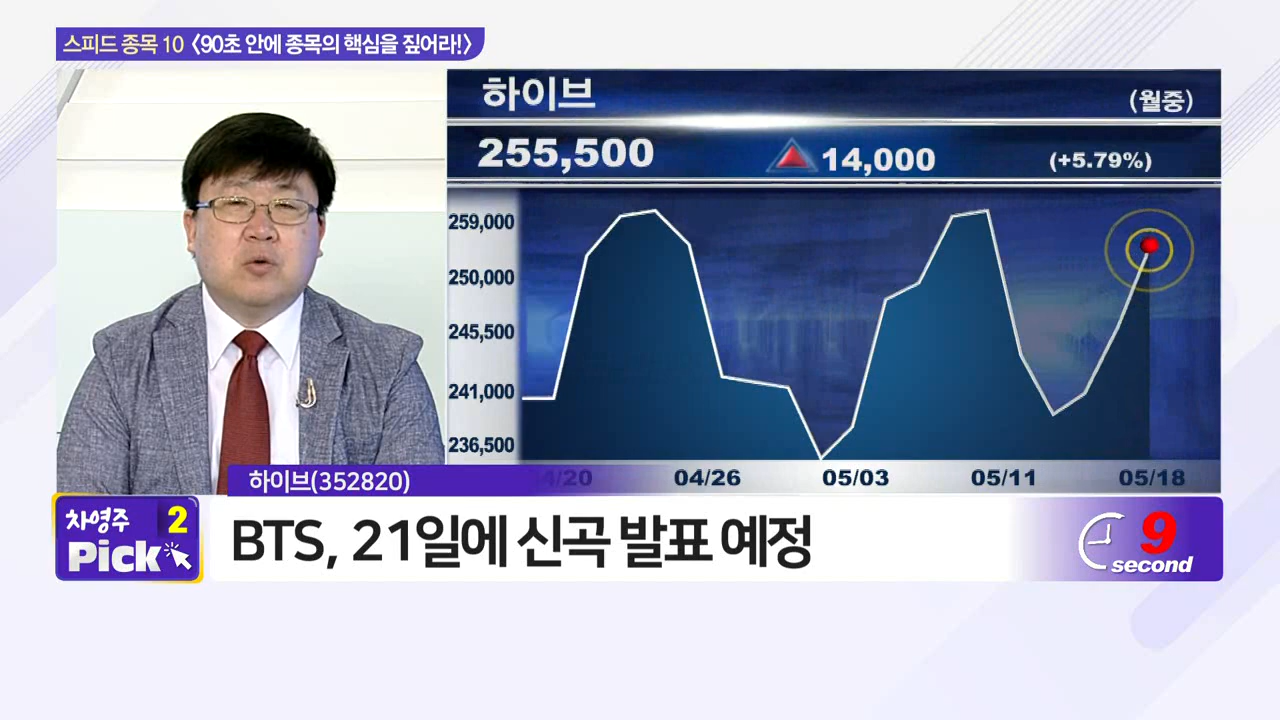 스피드 종목 10 <90초 안에 종목의 핵심을 짚어라!>
하이브
(월중)
255,500
14,000
(+5.79%)
259,000
250,000
245,500
241,000
236,500
4/20
04/26
05/03
05/11
05/18
하이브(352820)
차영주
2
Pick
BTS, 21일에 신곡 발표 예정
9
second